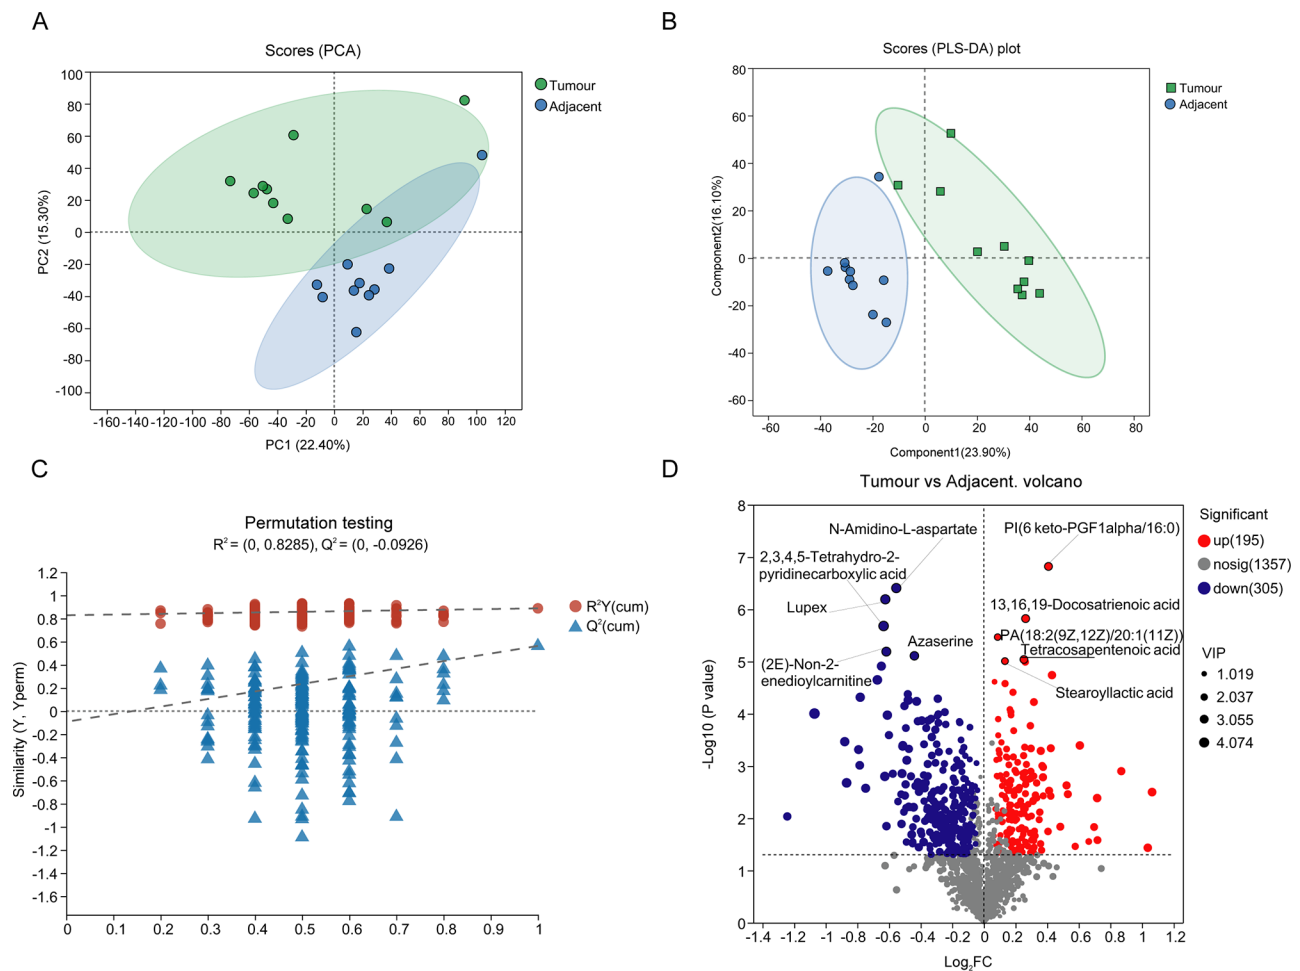 A
Scores (PCA)
100
80
60
40
20
0
-20
-40
-60
-80
-100
PC2 (15.30%)
-160-140-120-100 -80 -60 -40 -20 0 20 40 60 80 100 120
PC1 (22.40%)
Tumour
Adjacent
B
Scores (PLS-DA) plot
80
60
40
20
0
-20
-40
-60
Component2(16.10%)
-60 -40 -20 0 20 40 60 80
Component1(23.90%)
Tumour
Adjacent
C
Permutation testing
R²= (0, 0.8285), Q²= (0, -0.0926)
1.2
1
0.8
0.6
0.4
0.2
0
-0.2
-0.4
-0.6
-0.8
-1
-1.2
-1.4
-1.6
Similarity (Y, Yperm)
0 0.1 0.2 0.3 0.4 0.5 0.6 0.7 0.8 0.9 1
R²Y(cum)
Q²(cum)
D
Tumour vs Adjacent. volcano
8
7
6
5
4
3
2
1
0
-Log10 (P value)
-1.4 -1.2 -1 -0.8 -0.6 -0.4 -0.2 0 0.2 0.4 0.6 0.8 1 1.2
Log₂FC
N-Amidino-L-aspartate
2,3,4,5-Tetrahydro-2-
pyridinecarboxylic acid
Lupex
Azaserine
(2E)-Non-2-
enedioylcarnitine
PI(6 keto-PGF1alpha/16:0)
13,16,19-Docosatrienoic acid
PA(18:2(9Z,12Z)/20:1(11Z))
Tetracosapentenoic acid
Stearoyllactic acid
Significant
up(195)
nosig(1357)
down(305)
VIP
1.019
2.037
3.055
4.074